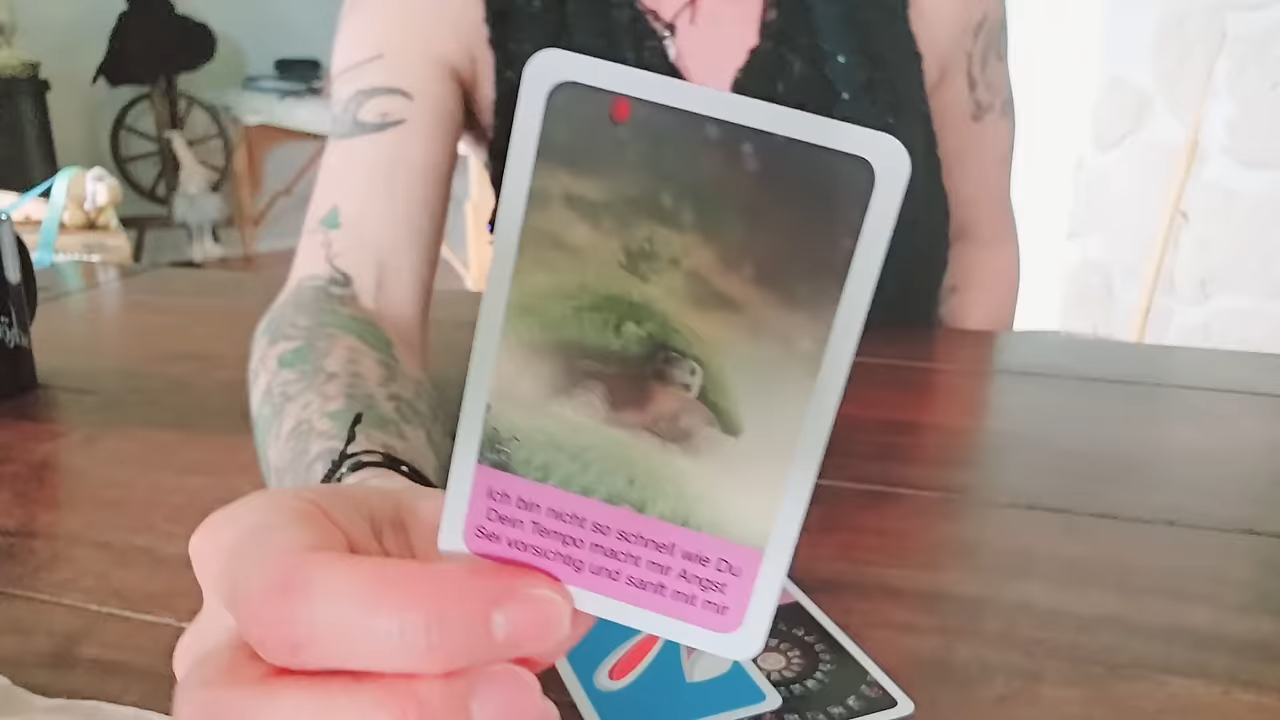 Ich bin nicht so schnell wie Du
Dein Tempo macht mir Angst
Sei vorsichtig und sanft mit mir